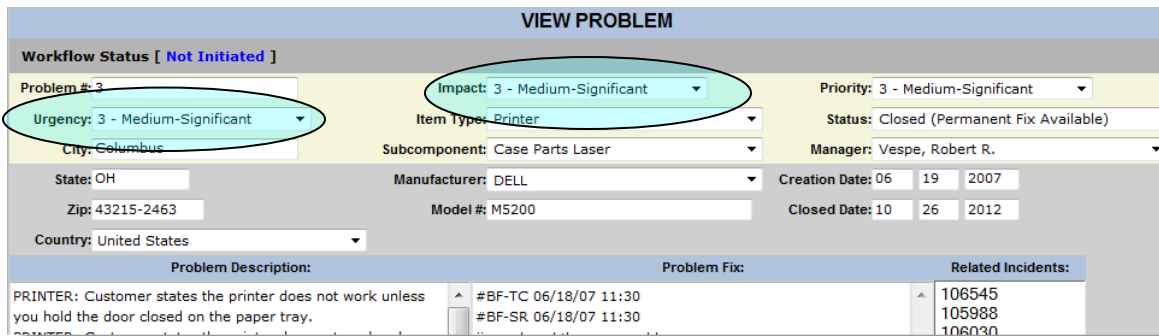 VIEW PROBLEM
Workflow Status [ Not Initiated ]
Problem #: 3 Impact: 3 - Medium-Significant Priority: 3 - Medium-Significant
Urgency: 3 - Medium-Significant Item Type: Printer Status: Closed (Permanent Fix Available)
City: Columbus Subcomponent: Case Parts Laser Manager: Vespe, Robert R.
State: OH Manufacturer: DELL Creation Date: 06 19 2007
Zip: 43215-2463 Model #: M5200 Closed Date: 10 26 2012
Country: United States
Problem Description: Problem Fix: Related Incidents:
PRINTER: Customer states the printer does not work unless #BF-TC 06/18/07 11:30 106545
you hold the door closed on the paper tray. #BF-SR 06/18/07 11:30 105988
106030